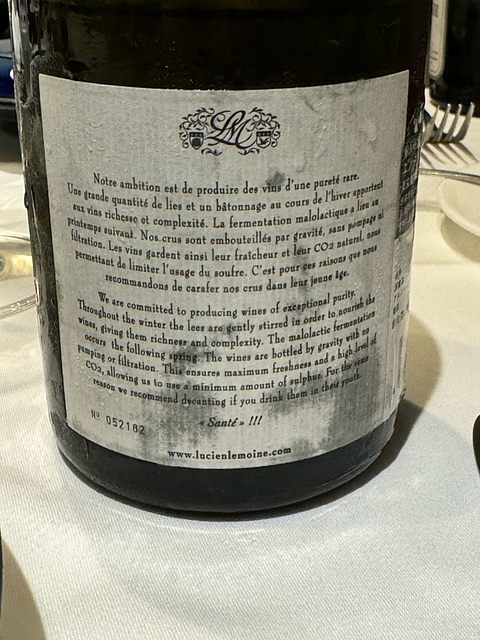 LMC
Notre ambition est de produire des vins d'une pureté rare.
Une grande quantité de lies et un bâtonnage au cours de l'hiver apportent
aux vins richesse et complexité. La fermentation malolactique a lieu au
printemps suivant. Nos crus sont embouteillés par gravité, sans pompage ni
filtration. Les vins gardent ainsi leur fraîcheur et leur CO2 naturel, nous
permettant de limiter l'usage du soufre. C'est pour ces raisons que nous
recommandons de carafer nos crus dans leur jeune âge.
We are committed to producing wines of exceptional purity.
Throughout the winter the lees are gently stirred in order to nourish the
wines, giving them richness and complexity. The malolactic fermentation
occurs the following spring. The wines are bottled by gravity with no
pumping or filtration. This ensures maximum freshness and a high level of
CO2, allowing us to use a minimum amount of sulphur. For the same
reason we recommend decanting if you drink them in their youth.
« Santé » !!!
Nº 052182
www.lucienlemoine.com